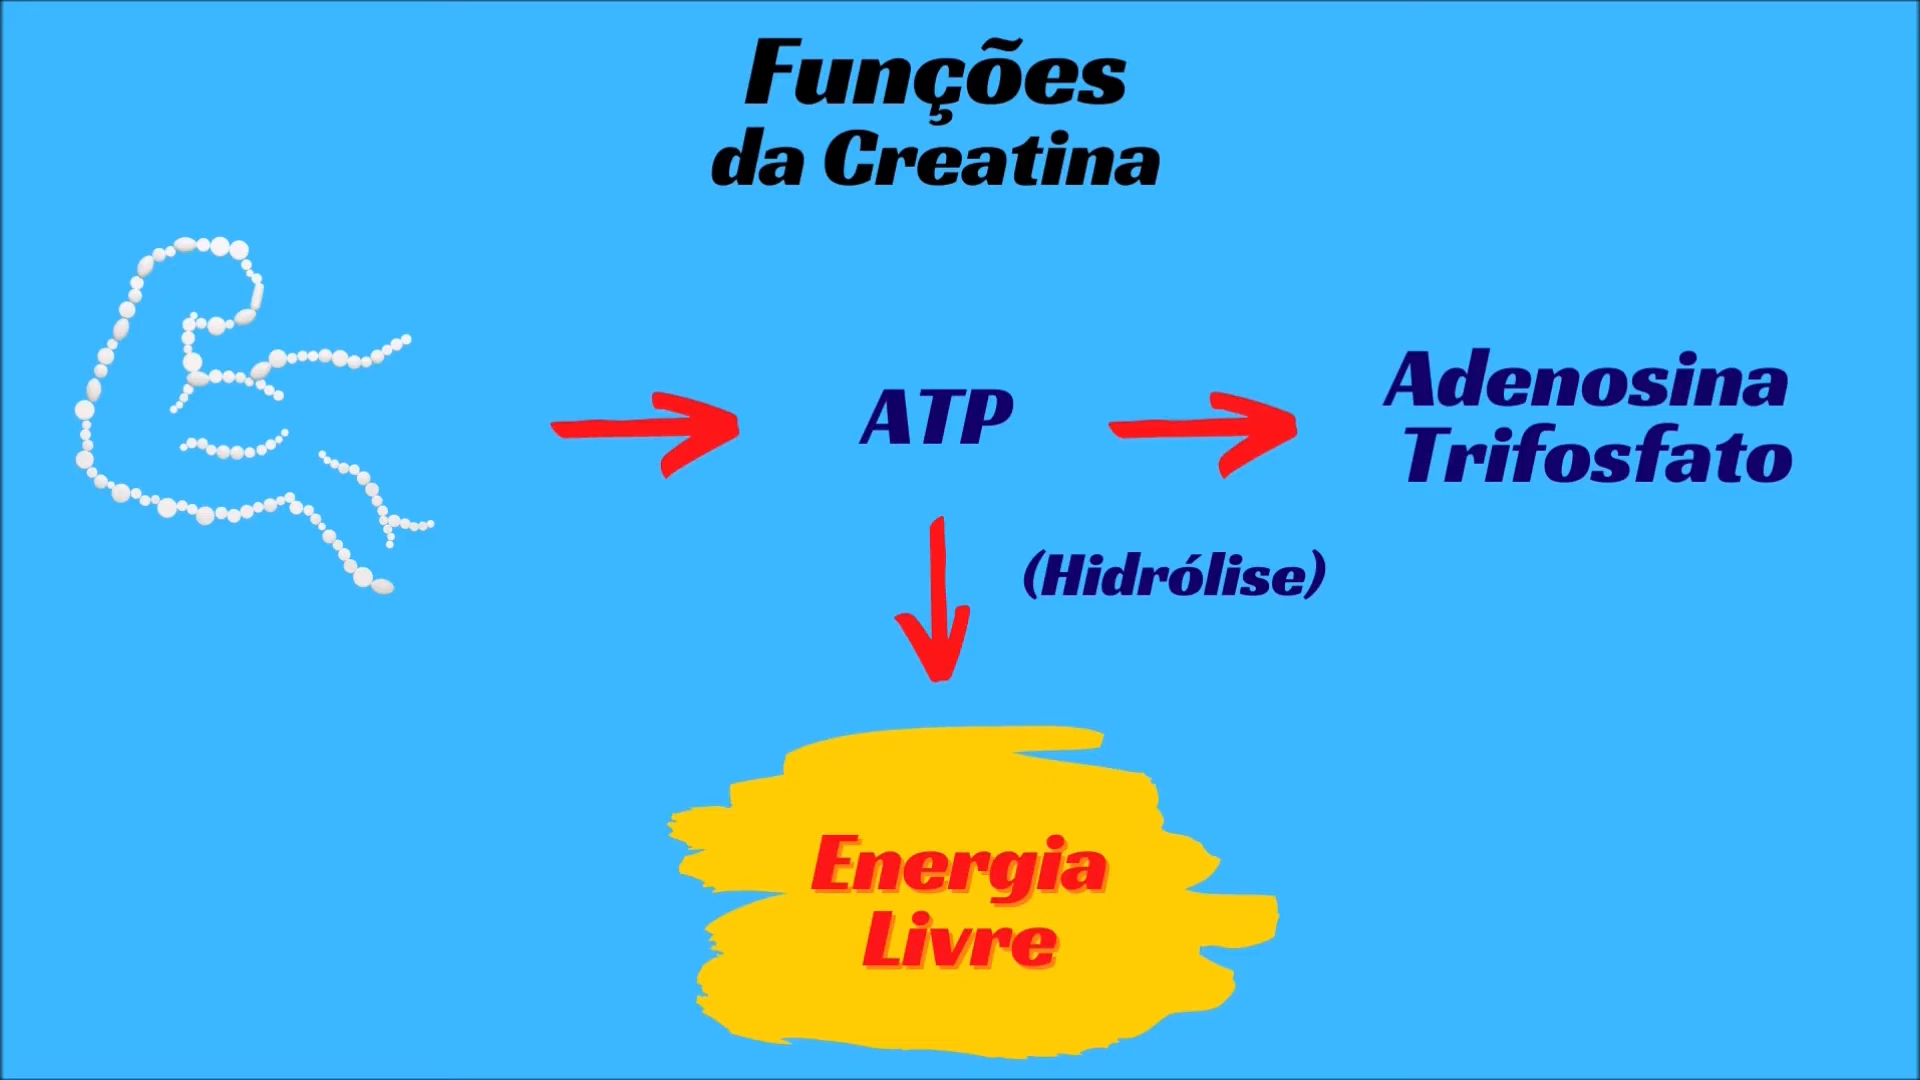 Funções
da Creatina
ATP
Adenosina
Trifosfato
(Hidrólise)
Energia
Livre